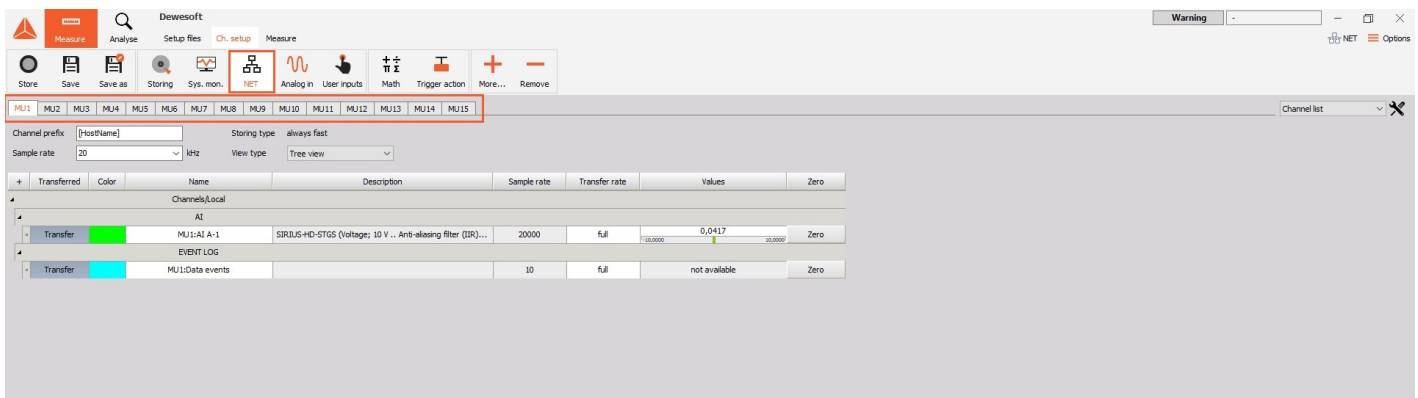 Dewesoft Warning -
Measure Analyse Setup files Ch. setup Measure NET Options
Store Save Save as Storing Sys. mon. NET Analog in User inputs Math Trigger action More... Remove
MU1 MU2 MU3 MU4 MU5 MU6 MU7 MU8 MU9 MU10 MU11 MU12 MU13 MU14 MU15 Channel list
Channel prefix [HostName] Storing type always fast
Sample rate 20 kHz View type Tree view
+ Transferred Color Name Description Sample rate Transfer rate Values Zero
Channels/Local
AI
- Transfer MU1:AI A-1 SIRIUS-HD-STGS (Voltage; 10 V .. Anti-aliasing filter (IIR)... 20000 full 0,0417 Zero
-10,0000 10,0000
EVENT LOG
- Transfer MU1:Data events 10 full not available Zero